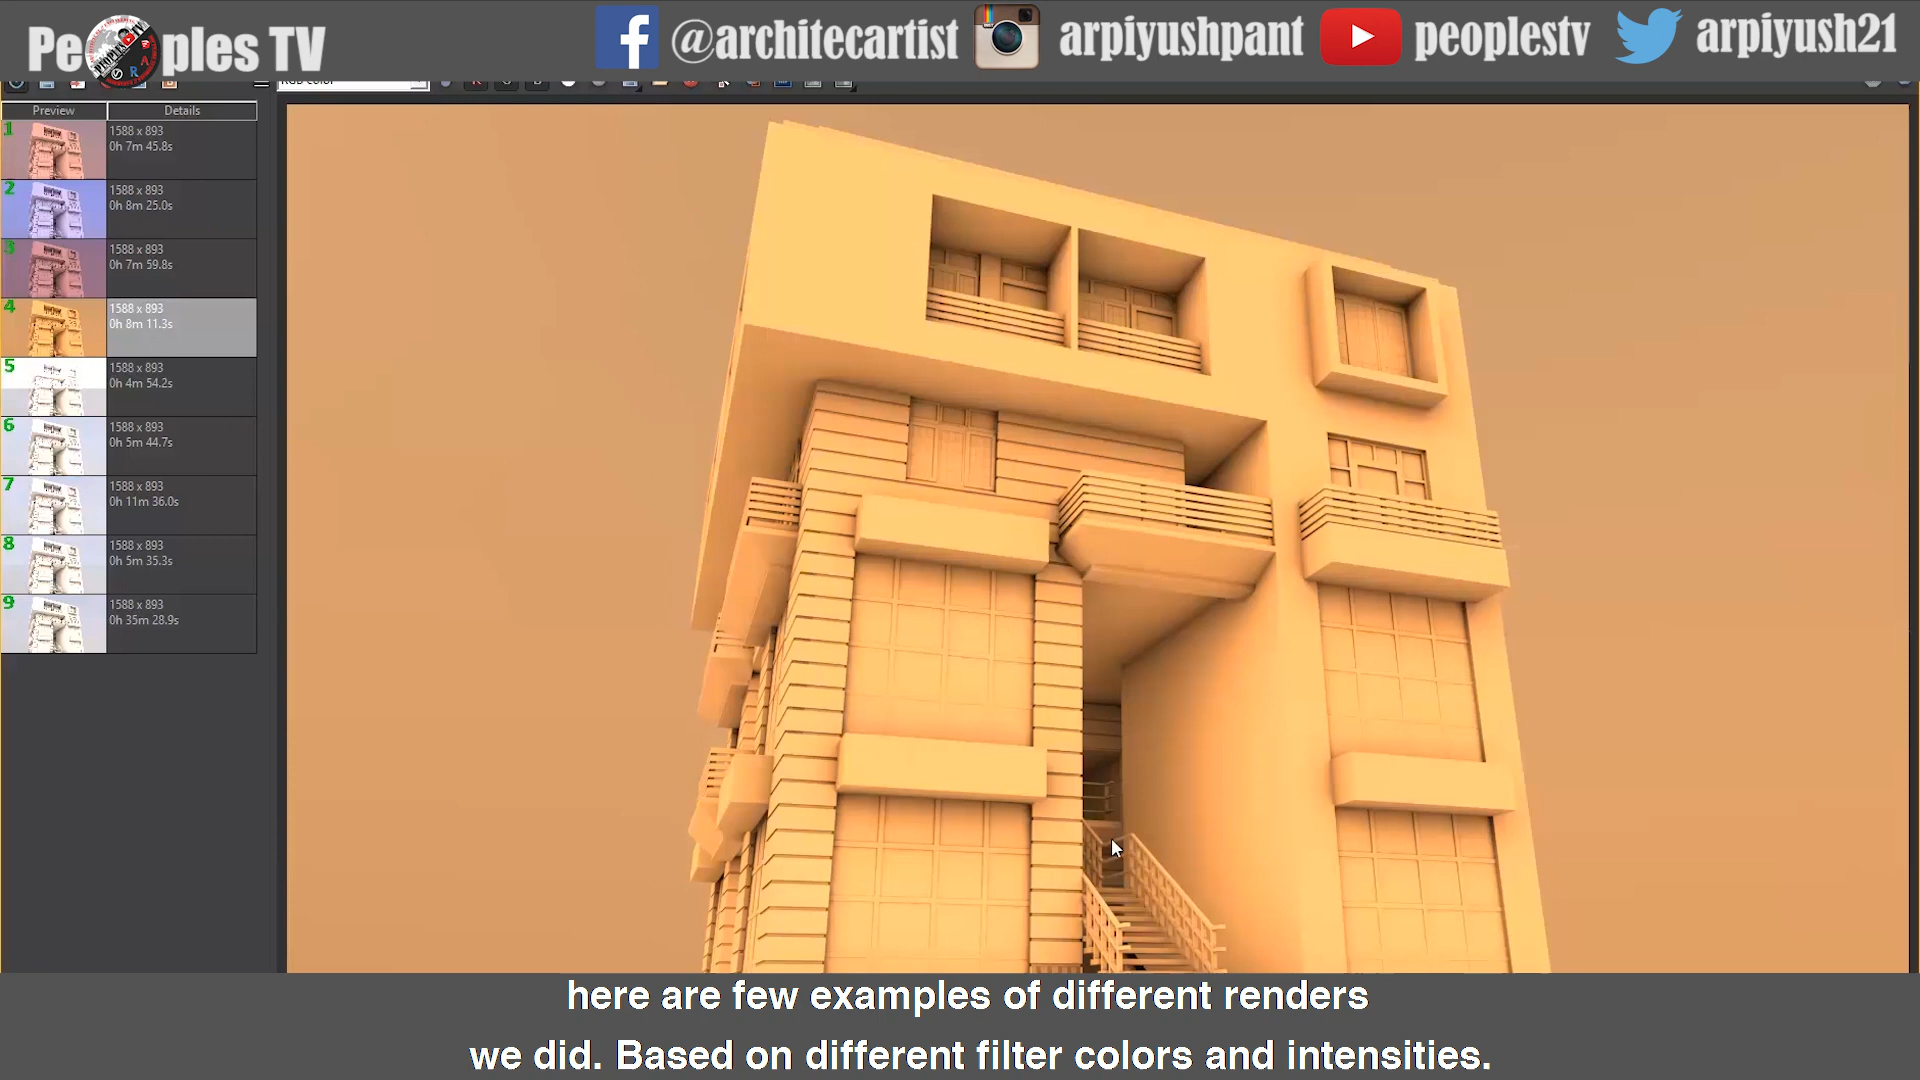 Peoples TV
@architecartist
arpiyushpant
peoplestv
arpiyush21
Preview Details
1
1588 x 893
0h 7m 45.8s
2
1588 x 893
0h 8m 25.0s
3
1588 x 893
0h 7m 59.8s
4
1588 x 893
0h 8m 11.3s
5
1588 x 893
0h 4m 54.2s
6
1588 x 893
0h 5m 44.7s
7
1588 x 893
0h 11m 36.0s
8
1588 x 893
0h 5m 35.3s
9
1588 x 893
0h 35m 28.9s
here are few examples of different renders
we did. Based on different filter colors and intensities.